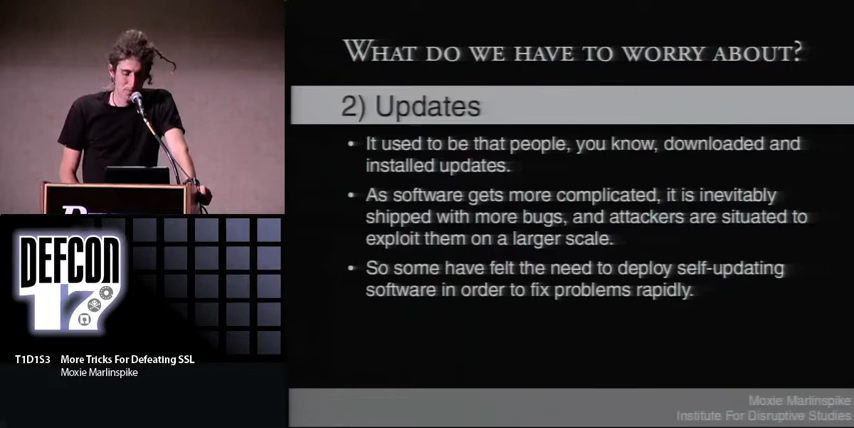 WHAT DO WE HAVE TO WORRY ABOUT?
2) Updates
• It used to be that people, you know, downloaded and
installed updates.
• As software gets more complicated, it is inevitably
shipped with more bugs, and attackers are situated to
exploit them on a larger scale.
• So some have felt the need to deploy self-updating
software in order to fix problems rapidly.
Moxie Marlinspike
Institute For Disruptive Studies
DEFCON
17
T1D1S3 More Tricks For Defeating SSL
Moxie Marlinspike